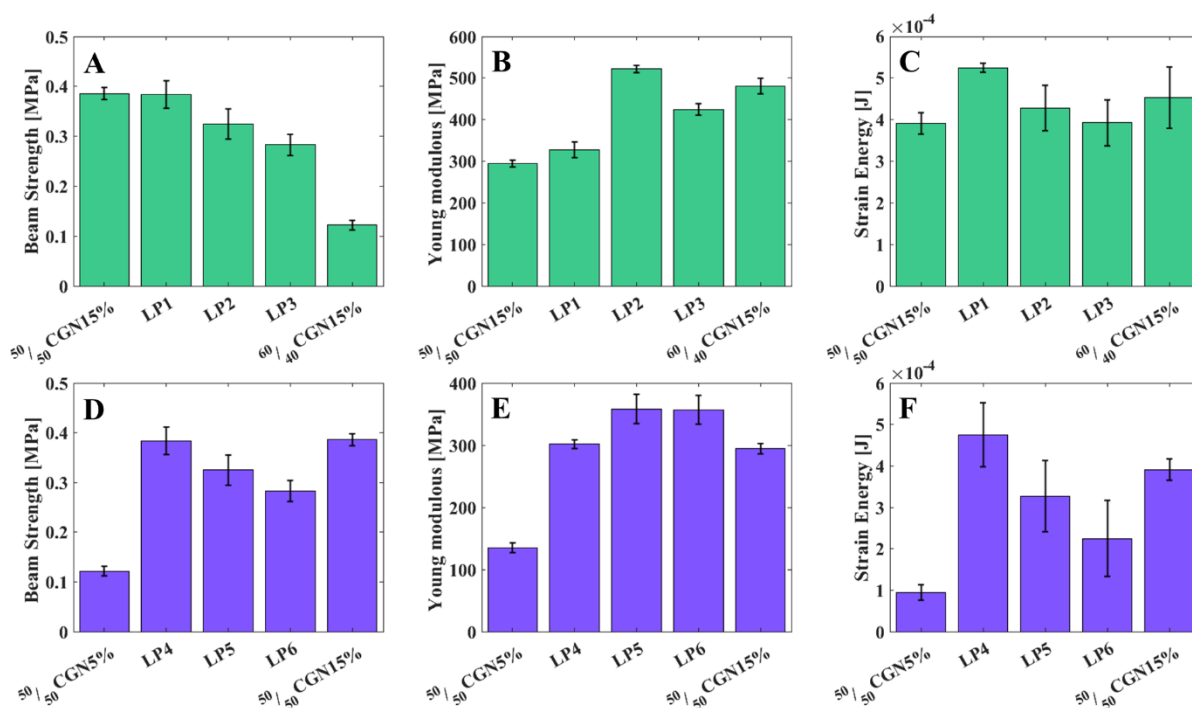 A
Beam Strength [MPa]
0.5
0.4
0.3
0.2
0.1
0
50/50 CGN15%
LP1
LP2
LP3
60/40 CGN15%
B
Young modulous [MPa]
600
500
400
300
200
100
0
50/50 CGN15%
LP1
LP2
LP3
60/40 CGN15%
C
Strain Energy [J]
×10⁻⁴
6
4
2
4
0
50/50 CGN15%
LP1
LP2
LP3
60/40 CGN15%
D
Beam Strength [MPa]
0.5
0.4
0.3
0.2
0.1
0
50/50 CGN5%
LP4
LP5
LP6
50/50 CGN15%
E
Young modulous [MPa]
400
300
200
100
0
50/50 CGN5%
LP4
LP5
LP6
50/50 CGN15%
F
Strain Energy [J]
×10⁻⁴
6
4
3
2
1
0
50/50 CGN5%
LP4
LP5
LP6
50/50 CGN15%